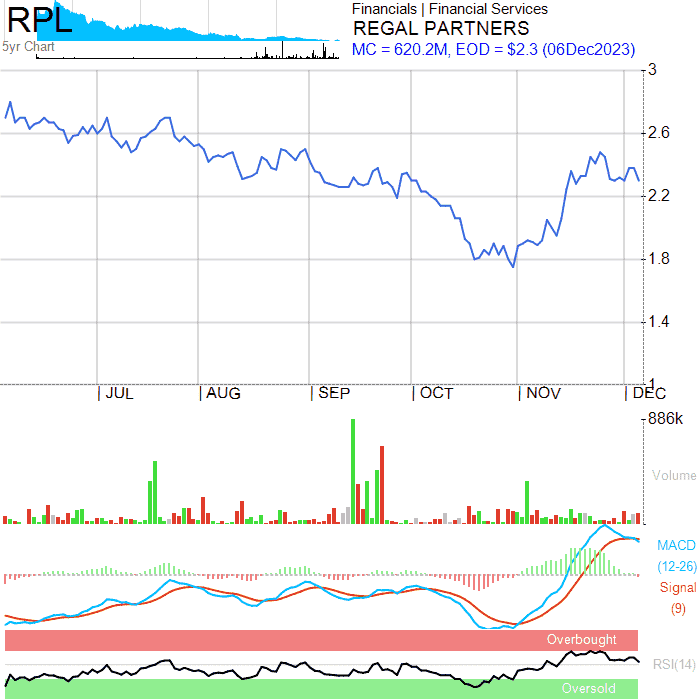 RPL
5yr Chart
Financials | Financial Services
REGAL PARTNERS
MC = 620.2M, EOD = $2.3 (06Dec2023)
3
2.6
2.2
1.8
1.4
1
JUL
AUG
SEP
OCT
NOV
DEC
886k
Volume
MACD
(12-26)
Signal
(9)
Overbought
RSI(14)
Oversold